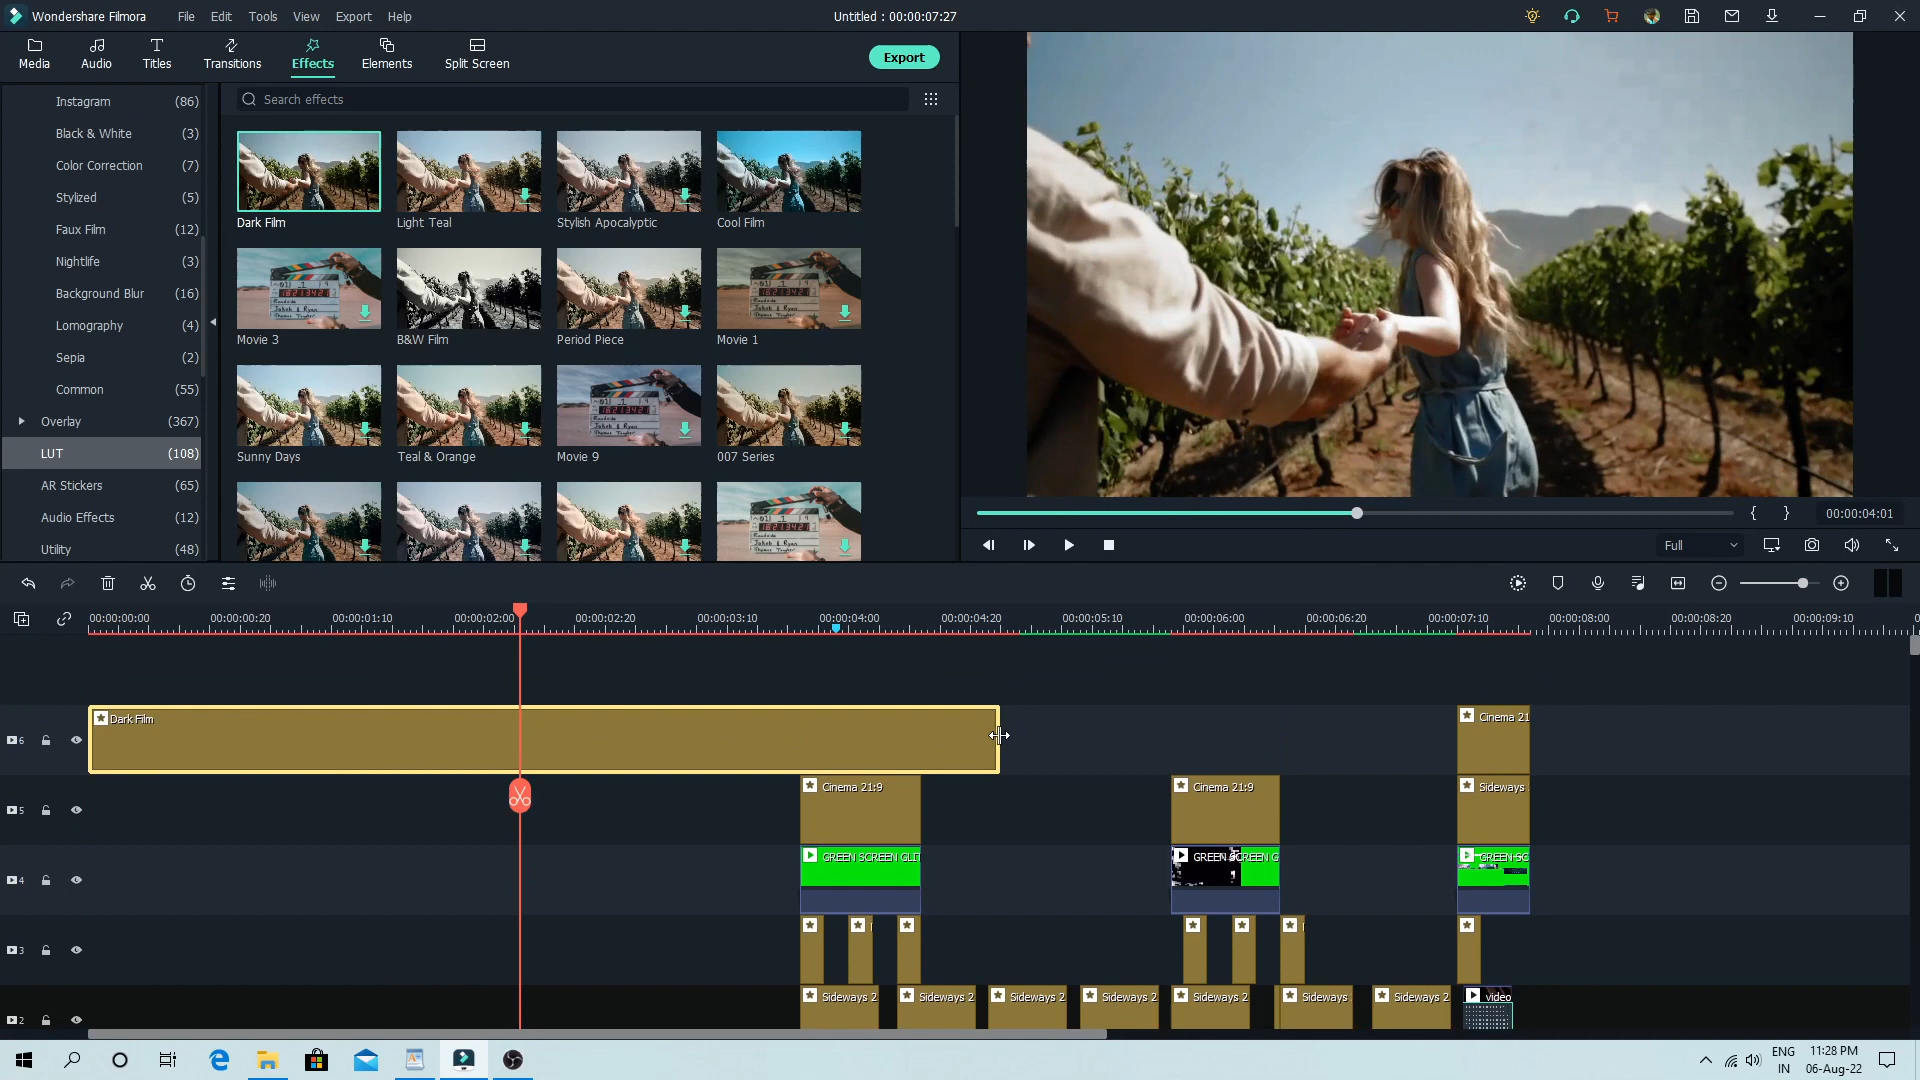 Wondershare Filmora File Edit Tools View Export Help Untitled : 00:00:07:27
Media Audio Titles Transitions Effects Elements Split Screen Export
Instagram (86)
Black & White (3)
Color Correction (7)
Stylized (5)
Faux Film (12)
Nightlife (3)
Background Blur (16)
Lomography (4)
Sepia (2)
Common (55)
Overlay (367)
LUT (108)
AR Stickers (65)
Audio Effects (12)
Utility (48)
Search effects
Dark Film Light Teal Stylish Apocalyptic Cool Film
Movie 3 B&W Film Period Piece Movie 1
Sunny Days Teal & Orange Movie 9 007 Series
{ } 00:00:04:01
Full
00:00:00:00 00:00:00:20 00:00:01:10 00:00:02:00 00:00:02:20 00:00:03:10 00:00:04:00 00:00:04:20 00:00:05:10 00:00:06:00 00:00:06:20 00:00:07:10 00:00:08:00 00:00:08:20 00:00:09:10
6 Dark Film Cinema 21
5 Cinema 21:9 Cinema 21:9 Sideways
4 GREEN SCREEN GLIT GREEN SCREEN G GREEN SC
3
2 Sideways 2 Sideways 2 Sideways 2 Sideways 2 Sideways 2 Sideways Sideways 2 video
ENG
IN
11:28 PM
06-Aug-22